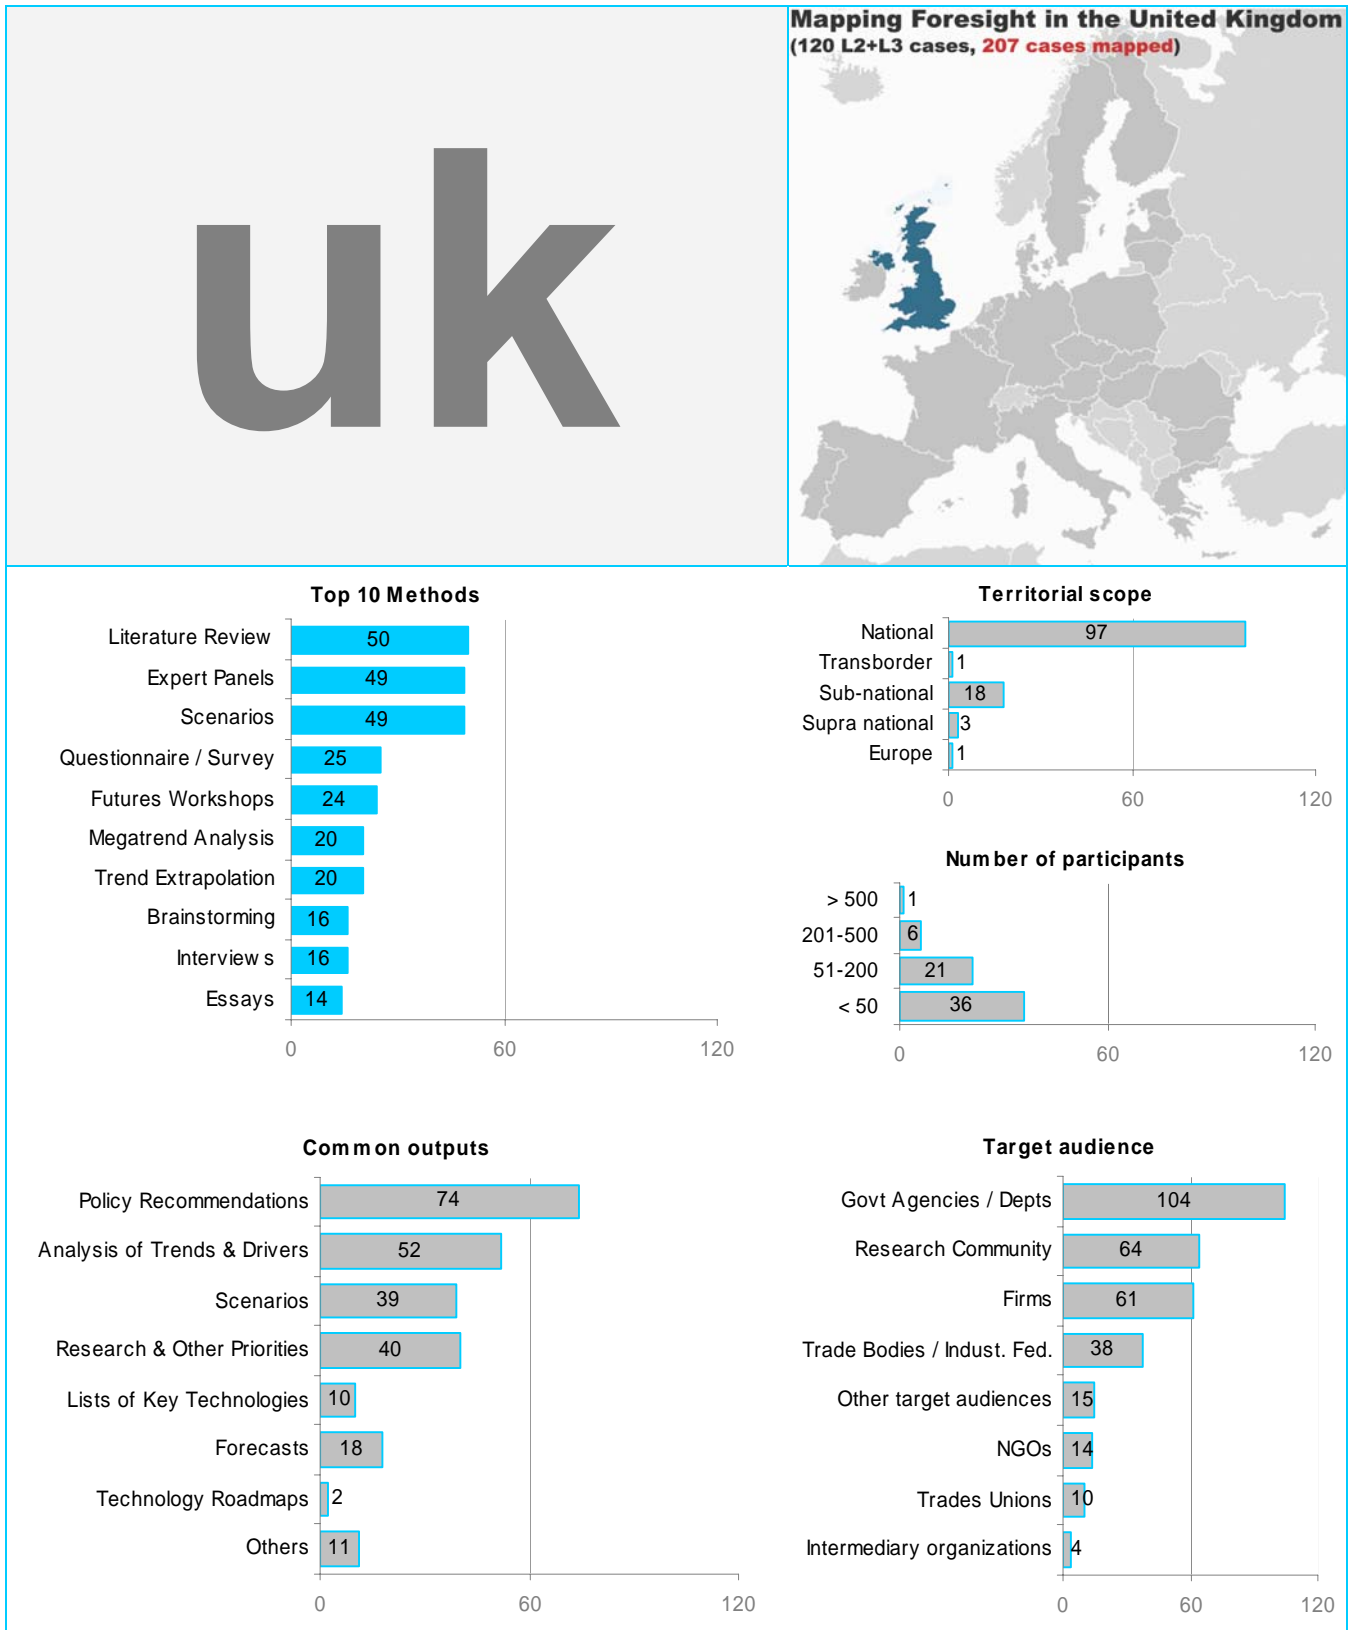 uk
Mapping Foresight in the United Kingdom
(120 L2+L3 cases, 207 cases mapped)
Top 10 Methods
Literature Review 50
Expert Panels 49
Scenarios 49
Questionnaire / Survey 25
Futures Workshops 24
Megatrend Analysis 20
Trend Extrapolation 20
Brainstorming 16
Interviews 16
Essays 14
0 60 120
Territorial scope
National 97
Transborder 1
Sub-national 18
Supra national 3
Europe 1
0 60 120
Number of participants
> 500 1
201-500 6
51-200 21
< 50 36
0 60 120
Common outputs
Policy Recommendations 74
Analysis of Trends & Drivers 52
Scenarios 39
Research & Other Priorities 40
Lists of Key Technologies 10
Forecasts 18
Technology Roadmaps 2
Others 11
0 60 120
Target audience
Govt Agencies / Depts 104
Research Community 64
Firms 61
Trade Bodies / Indust. Fed. 38
Other target audiences 15
NGOs 14
Trades Unions 10
Intermediary organizations 4
0 60 120